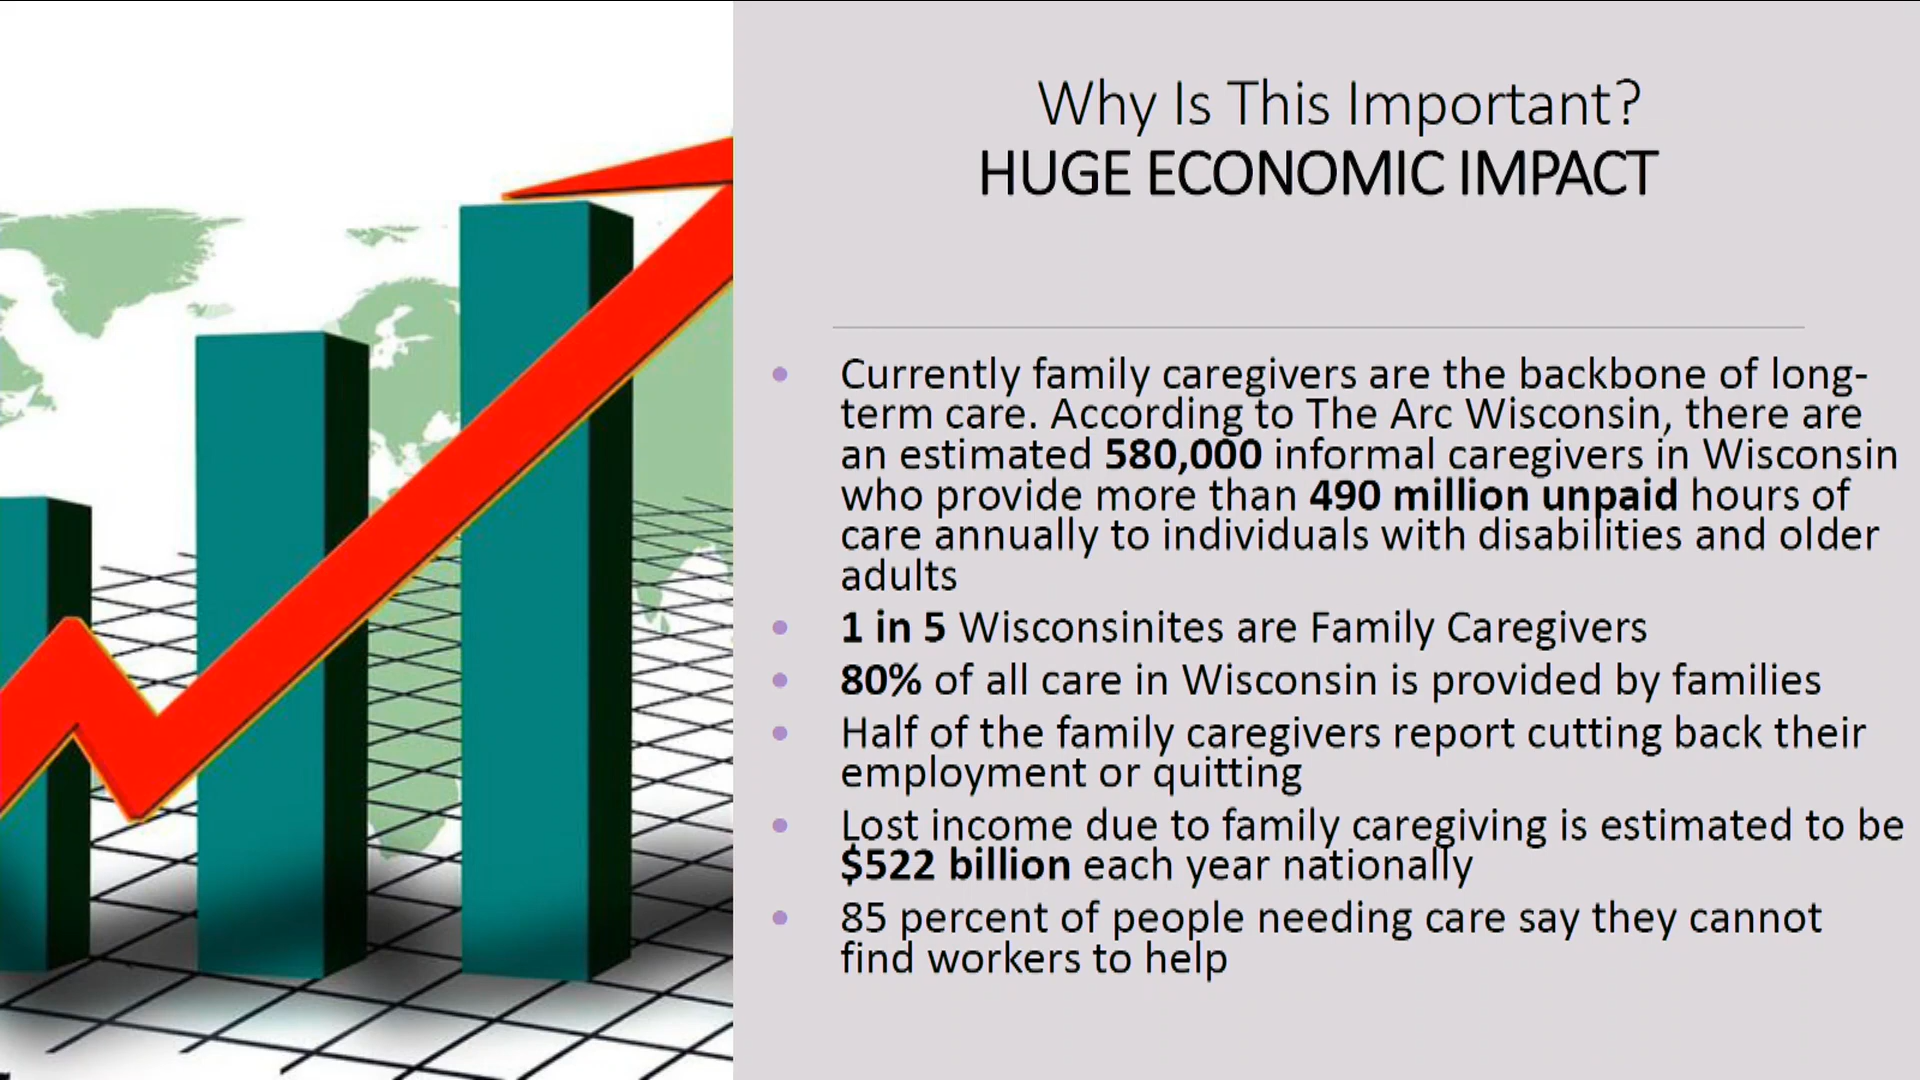 Why Is This Important?
HUGE ECONOMIC IMPACT
Currently family caregivers are the backbone of long-
term care. According to The Arc Wisconsin, there are
an estimated 580,000 informal caregivers in Wisconsin
who provide more than 490 million unpaid hours of
care annually to individuals with disabilities and older
adults
1 in 5 Wisconsinites are Family Caregivers
80% of all care in Wisconsin is provided by families
Half of the family caregivers report cutting back their
employment or quitting
Lost income due to family caregiving is estimated to be
$522 billion each year nationally
85 percent of people needing care say they cannot
find workers to help